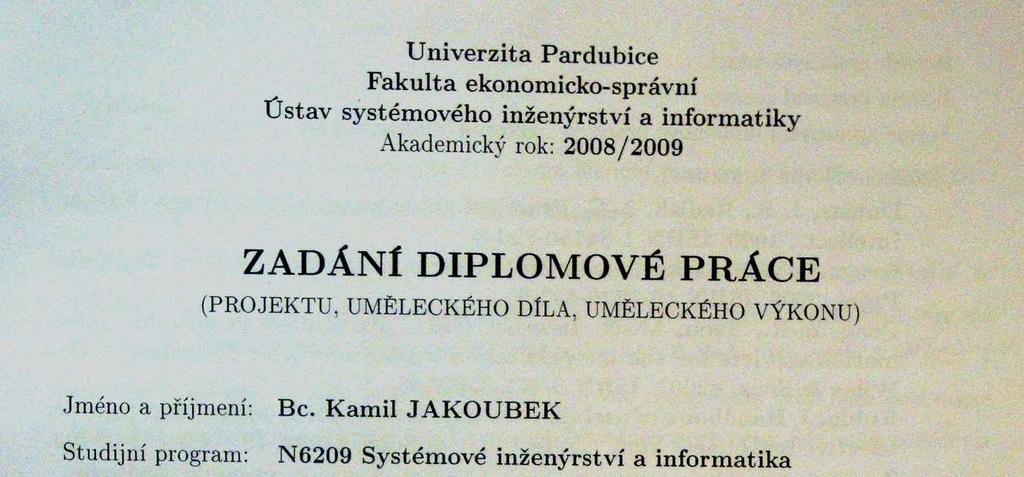 Univerzita Pardubice
Fakulta ekonomicko-správní
Ústav systémového inženýrství a informatiky
Akademický rok: 2008/2009
ZADÁNÍ DIPLOMOVÉ PRÁCE
(PROJEKTU, UMĚLECKÉHO DÍLA, UMĚLECKÉHO VÝKONU)
Jméno a příjmení: Bc. Kamil JAKOUBEK
Studijní program: N6209 Systémové inženýrství a informatika